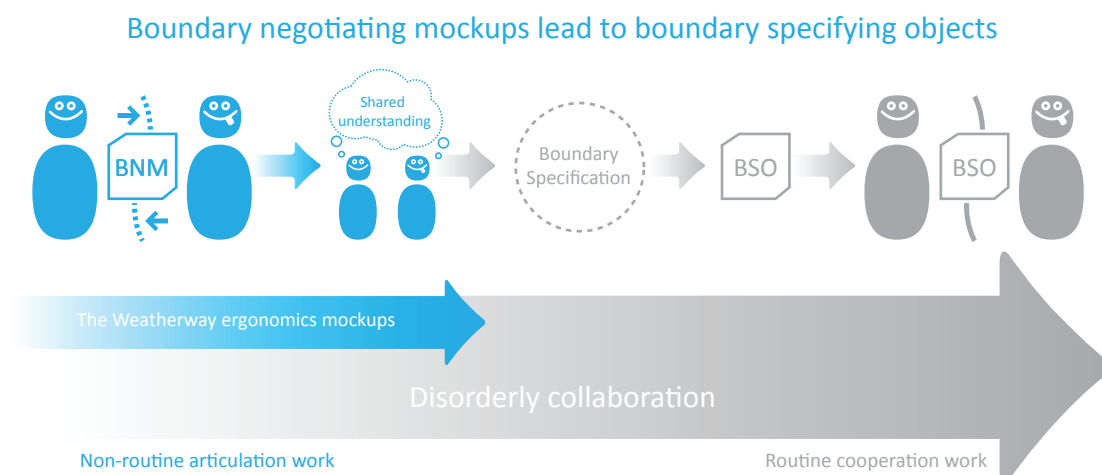 Boundary negotiating mockups lead to boundary specifying objects
Shared
understanding
BNM
Boundary
Specification
BSO
BSO
The Weatherway ergonomics mockups
Disorderly collaboration
Non-routine articulation work
Routine cooperation work